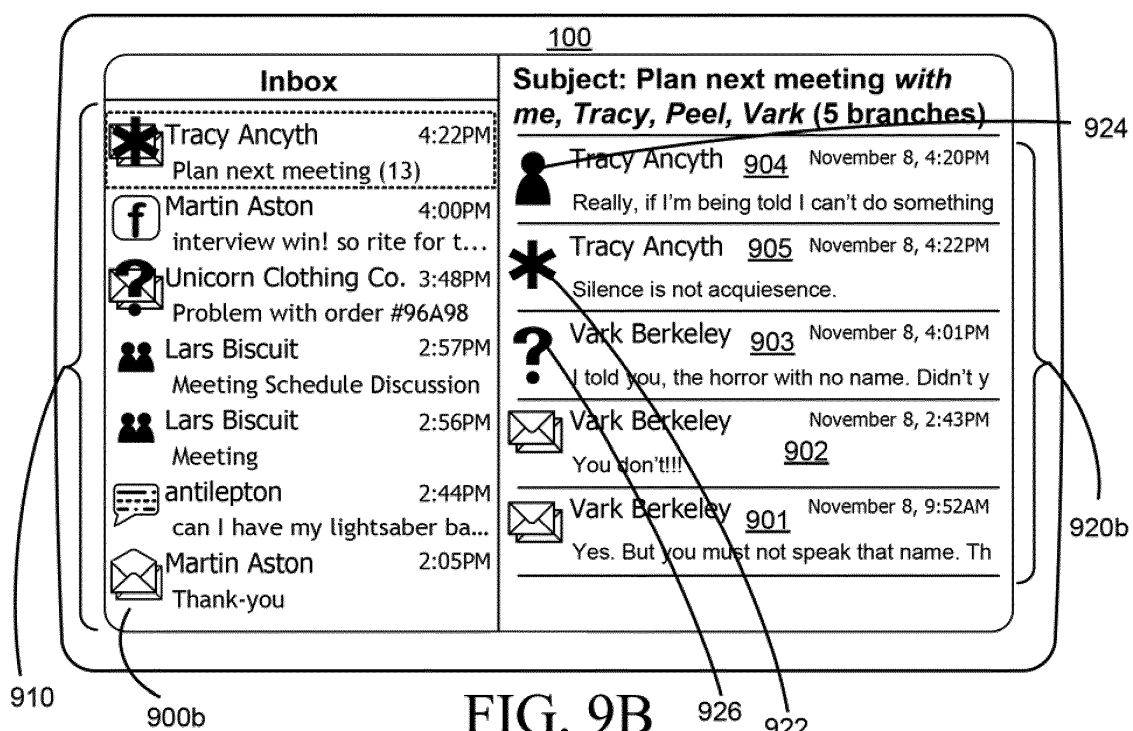 100
Inbox
Tracy Ancyth 4:22PM
Plan next meeting (13)
f
Martin Aston 4:00PM
interview win! so rite for t...
?
Unicorn Clothing Co. 3:48PM
Problem with order #96A98
Lars Biscuit 2:57PM
Meeting Schedule Discussion
Lars Biscuit 2:56PM
Meeting
antilepton 2:44PM
can I have my lightsaber ba...
Martin Aston 2:05PM
Thank-you
Subject: Plan next meeting with
me, Tracy, Peel, Vark (5 branches)
Tracy Ancyth 904 November 8, 4:20PM
Really, if I'm being told I can't do something
Tracy Ancyth 905 November 8, 4:22PM
Silence is not acquiesence.
?
Vark Berkeley 903 November 8, 4:01PM
I told you, the horror with no name. Didn't y
Vark Berkeley November 8, 2:43PM
902
You don't!!!
Vark Berkeley 901 November 8, 9:52AM
Yes. But you must not speak that name. Th
924
920b
910
900b
FIG. 9B
926
922